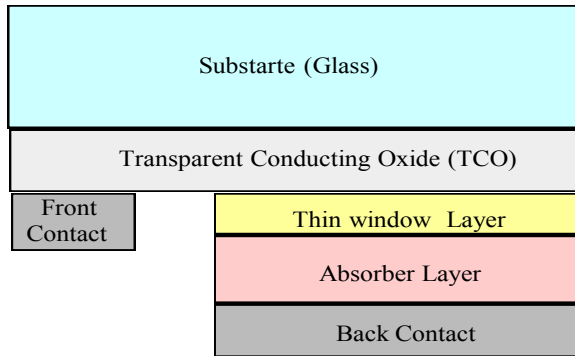 Substarte (Glass)
Transparent Conducting Oxide (TCO)
Front
Contact
Thin window Layer
Absorber Layer
Back Contact